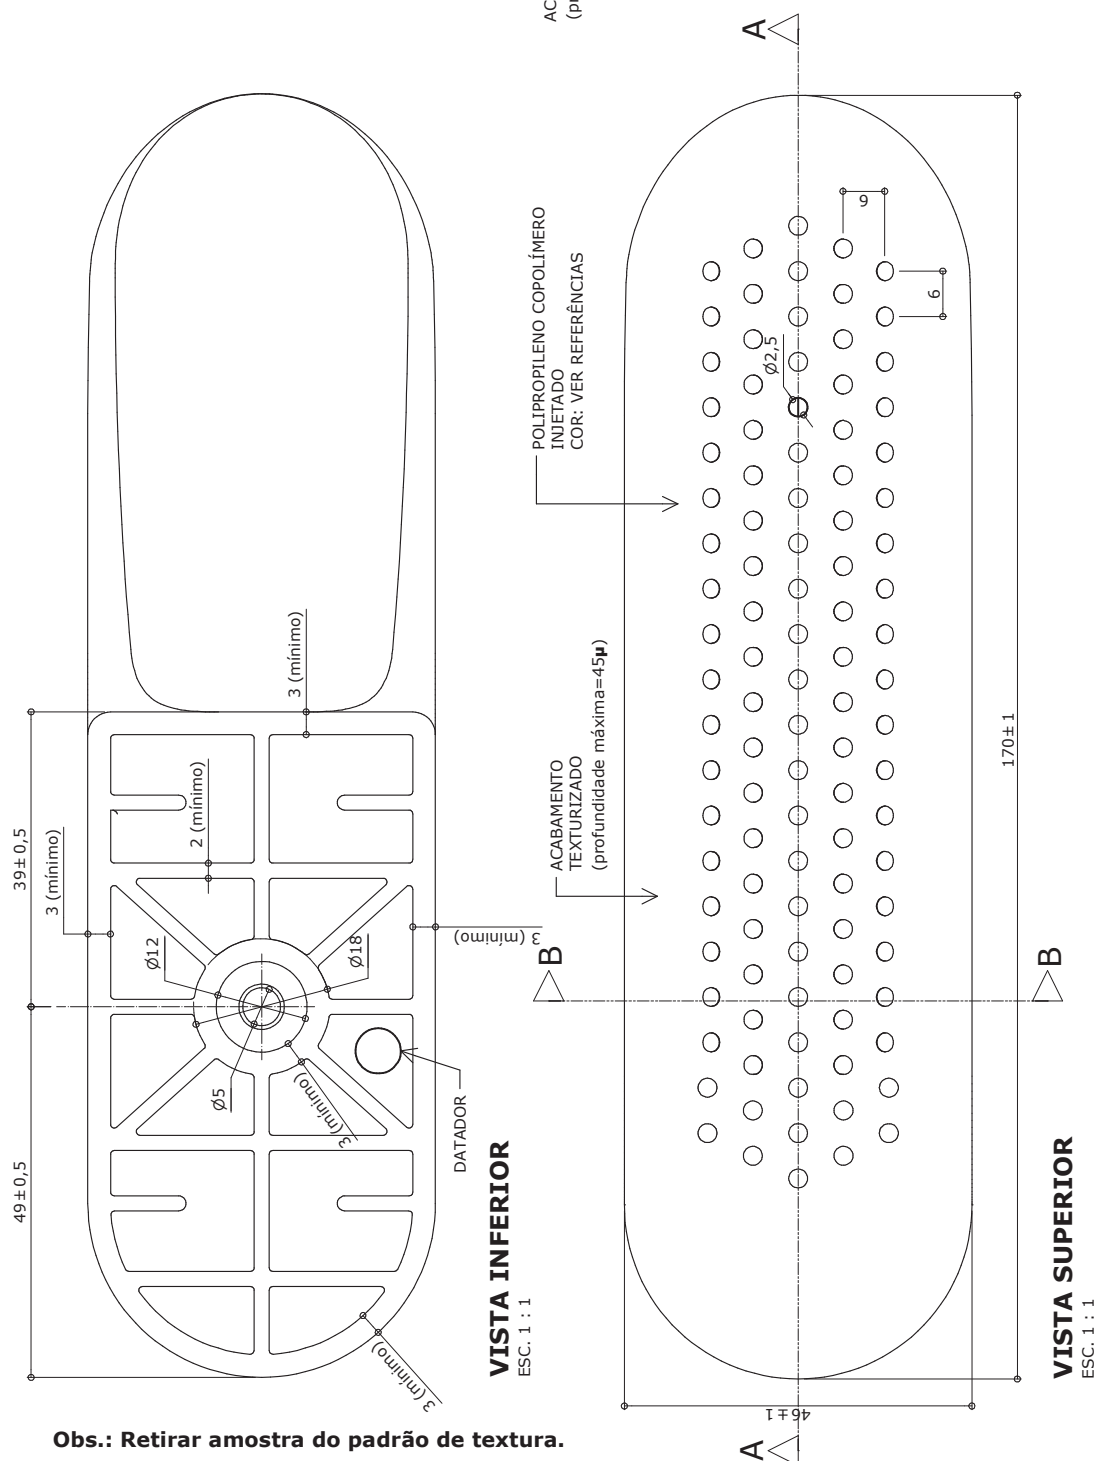 AC
(pr
A
POLIPROPILENO COPOLÍMERO
INJETADO
COR: VER REFERÊNCIAS
9
6
Ø2,5
3 (mínimo)
ACABAMENTO
TEXTURIZADO
(profundidade máxima=45µ)
170±1
39±0,5
3 (mínimo)
2 (mínimo)
Ø12
Ø18
3 (mínimo)
B
B
Ø5
3 (mínimo)
DATADOR
49±0,5
3 (mínimo)
VISTA INFERIOR
ESC. 1 : 1
VISTA SUPERIOR
ESC. 1 : 1
46±1
A
Obs.: Retirar amostra do padrão de textura.